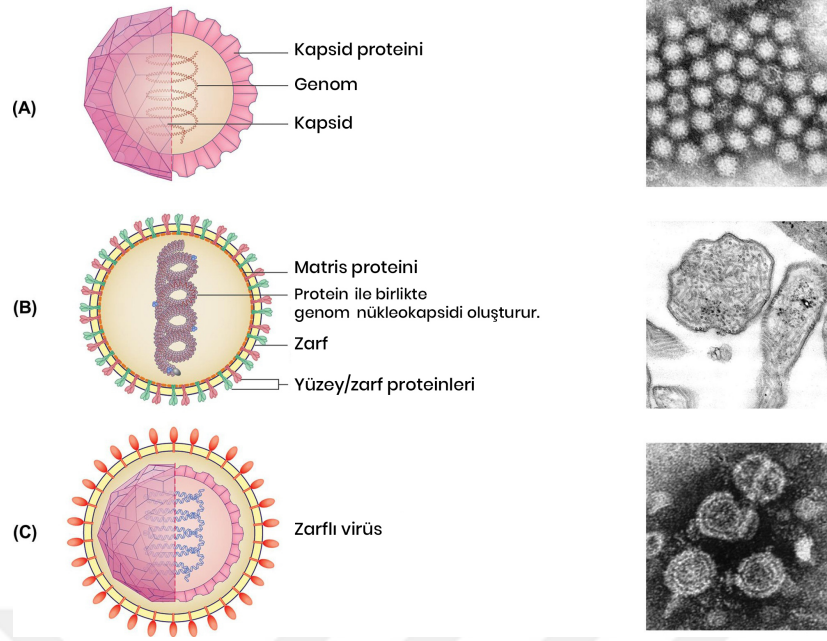 Kapsid proteini
Genom
(A)
Kapsid
Matris proteini
Protein ile birlikte
(B)
genom nükleokapsidi oluşturur.
Zarf
Yüzey/zarf proteinleri
(C)
Zarflı virüs